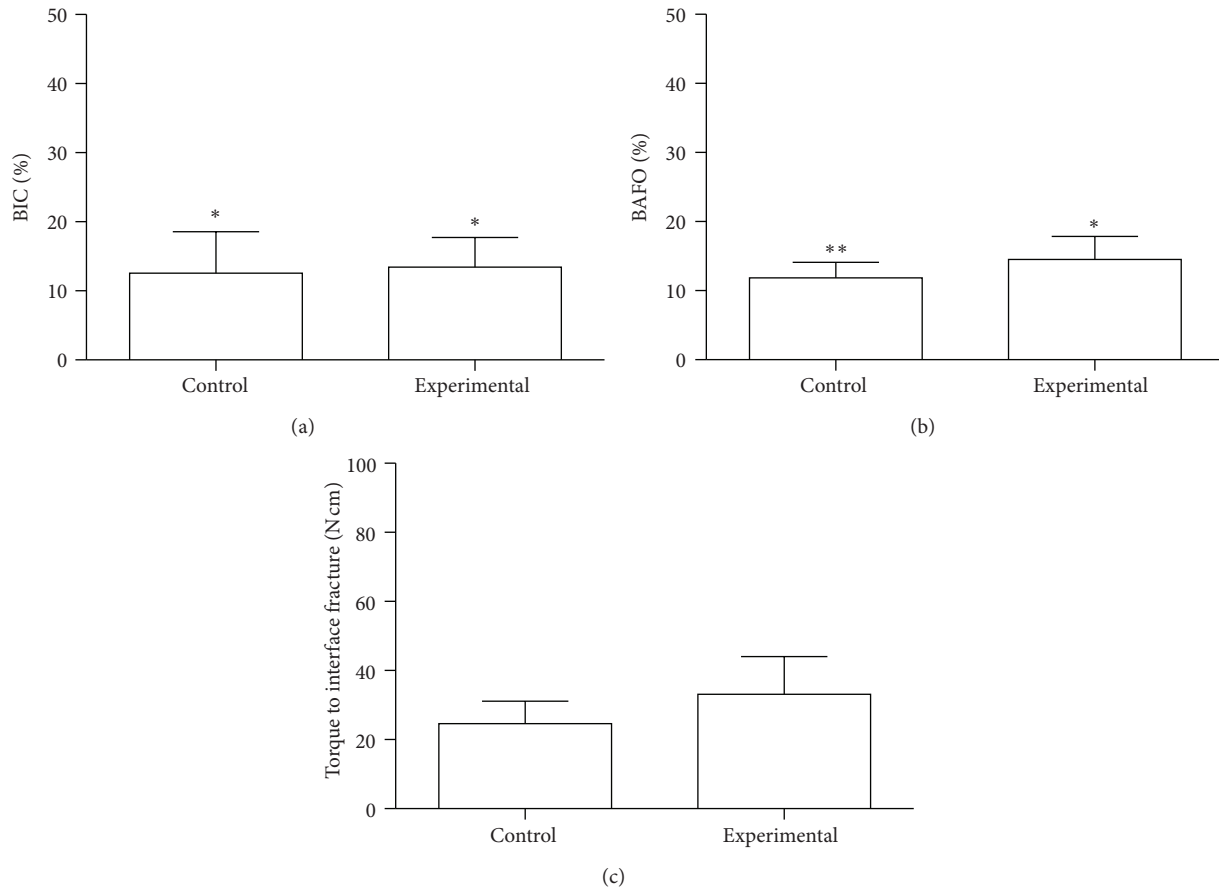 50
40
30
20
10
0
BIC (%)
*
*
Control
Experimental
(a)
50
40
30
20
10
0
BAFO (%)
**
*
Control
Experimental
(b)
100
80
60
40
20
0
Torque to interface fracture (N cm)
Control
Experimental
(c)